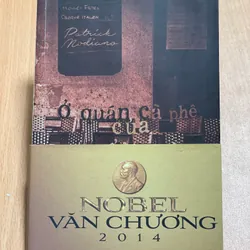 Patrick
Modiano
Ở quán cà phê
của
NOBEL
VĂN CHƯƠNG
2014